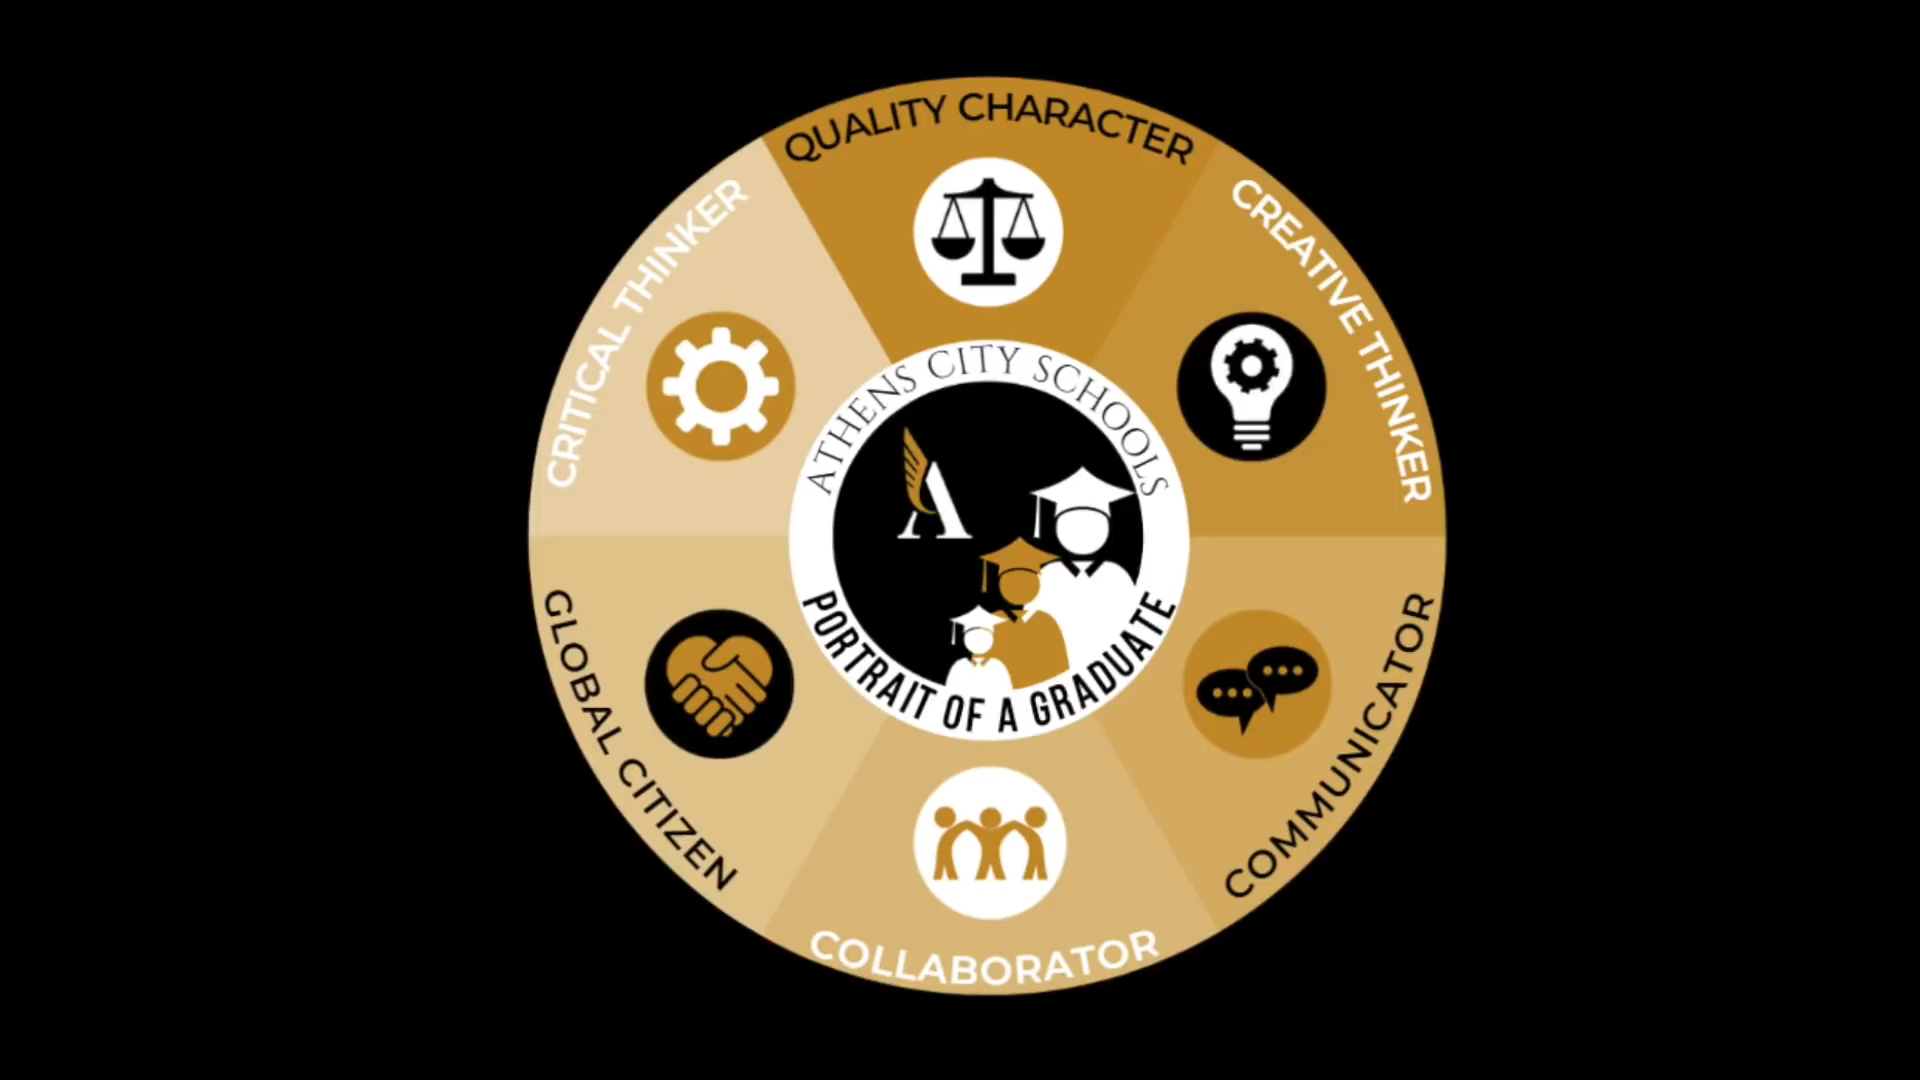 QUALITY CHARACTER
CREATIVE THINKER
COMMUNICATOR
COLLABORATOR
GLOBAL CITIZEN
CRITICAL THINKER
ATHENS CITY SCHOOLS
A
PORTRAIT OF A GRADUATE